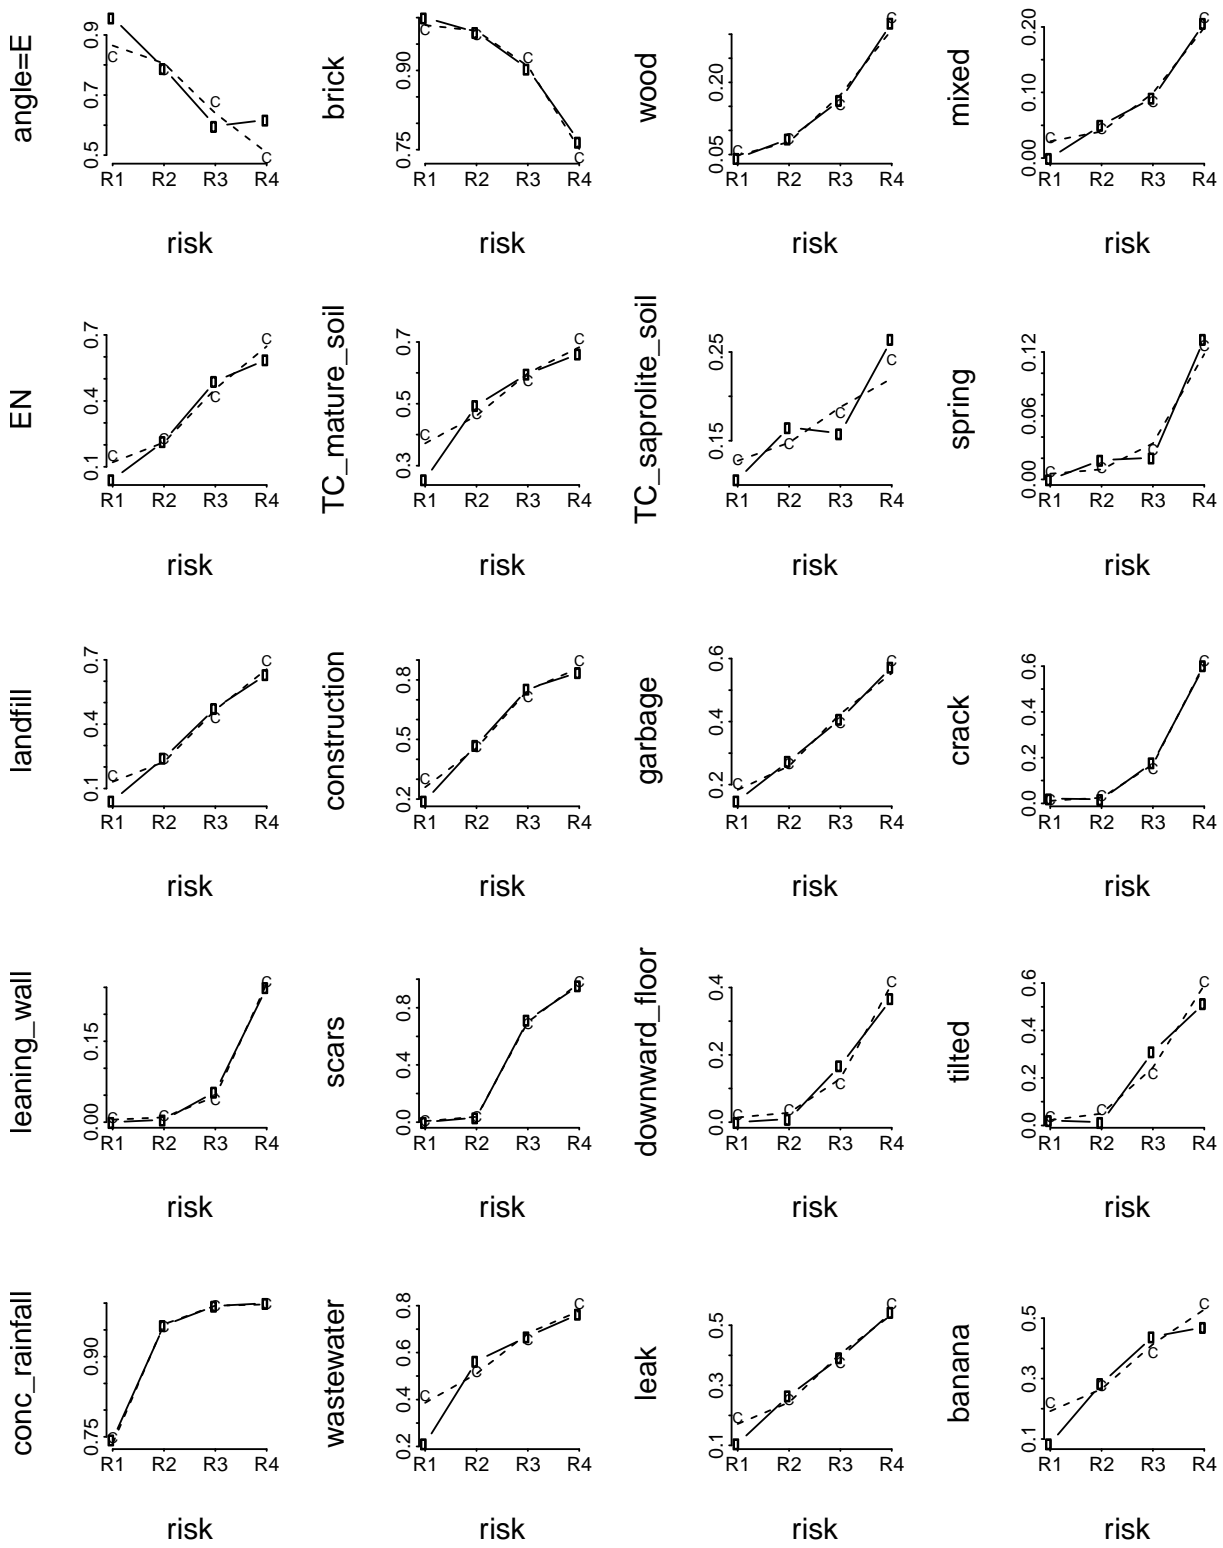 angle=E
0.5 0.7 0.9
R1 R2 R3 R4
risk
brick
0.75 0.90
R1 R2 R3 R4
risk
wood
0.05 0.20
R1 R2 R3 R4
risk
mixed
0.00 0.10 0.20
R1 R2 R3 R4
risk
EN
0.1 0.4 0.7
R1 R2 R3 R4
risk
TC_mature_soil
0.3 0.5 0.7
R1 R2 R3 R4
risk
TC_saprolite_soil
0.15 0.25
R1 R2 R3 R4
risk
spring
0.00 0.06 0.12
R1 R2 R3 R4
risk
landfill
0.1 0.4 0.7
R1 R2 R3 R4
risk
construction
0.2 0.5 0.8
R1 R2 R3 R4
risk
garbage
0.2 0.4 0.6
R1 R2 R3 R4
risk
crack
0.0 0.2 0.4 0.6
R1 R2 R3 R4
risk
leaning_wall
0.00 0.15
R1 R2 R3 R4
risk
scars
0.0 0.4 0.8
R1 R2 R3 R4
risk
downward_floor
0.0 0.2 0.4
R1 R2 R3 R4
risk
tilted
0.0 0.2 0.4 0.6
R1 R2 R3 R4
risk
conc_rainfall
0.75 0.90
R1 R2 R3 R4
risk
wastewater
0.2 0.4 0.6 0.8
R1 R2 R3 R4
risk
leak
0.1 0.3 0.5
R1 R2 R3 R4
risk
banana
0.1 0.3 0.5
R1 R2 R3 R4
risk